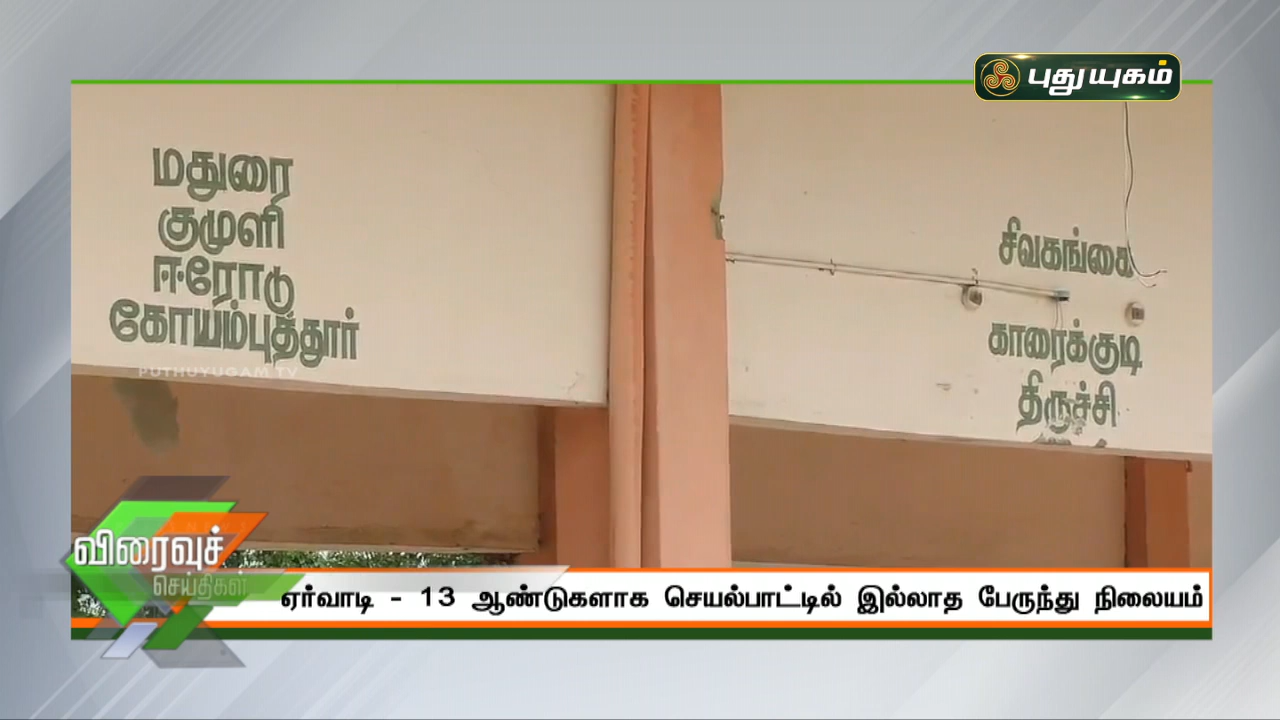 புதுயுகம்
மதுரை
குமுளி
ஈரோடு
கோயம்புத்தூர்
சிவகங்கை
காரைக்குடி
திருச்சி
PUTHUYUGAM TV
விரைவுச்
செய்திகள்
ஏர்வாடி - 13 ஆண்டுகளாக செயல்பாட்டில் இல்லாத பேருந்து நிலையம்